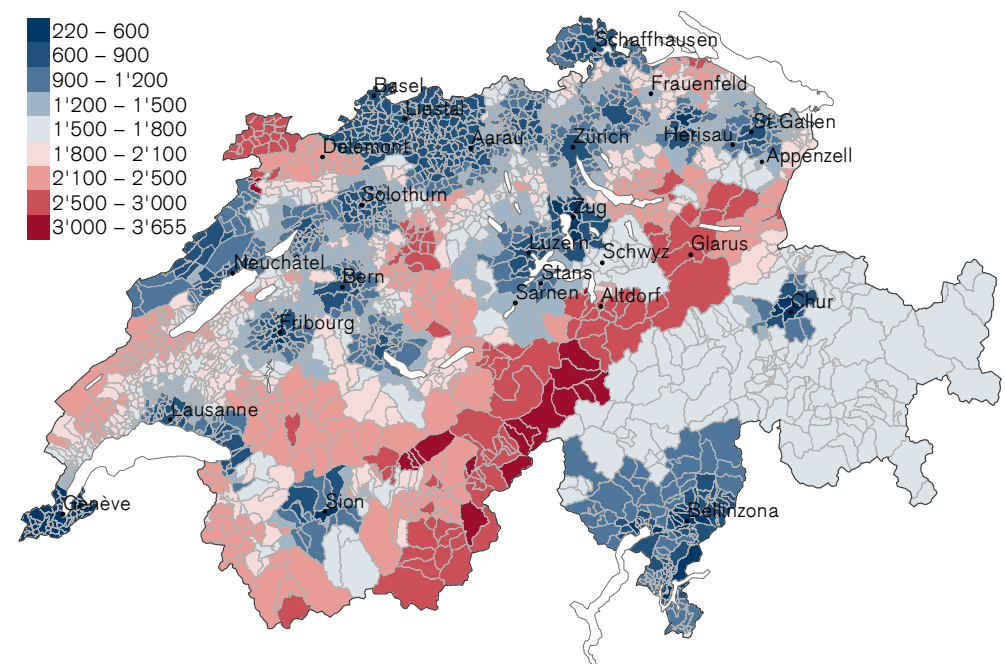 220 – 600
600 – 900
900 – 1'200
1'200 – 1'500
1'500 – 1'800
1'800 – 2'100
2'100 – 2'500
2'500 – 3'000
3'000 – 3'655
Schaffhausen
Basel
Frauenfeld
Liestal
St.Gallen
Delémont
Aarau
Zürich
Herisau
Appenzell
Solothurn
Zug
Luzern
Schwyz
Glarus
Neuchâtel
Bern
Stans
Sarnen
Altdorf
Chur
Fribourg
Lausanne
Genève
Sion
Bellinzona